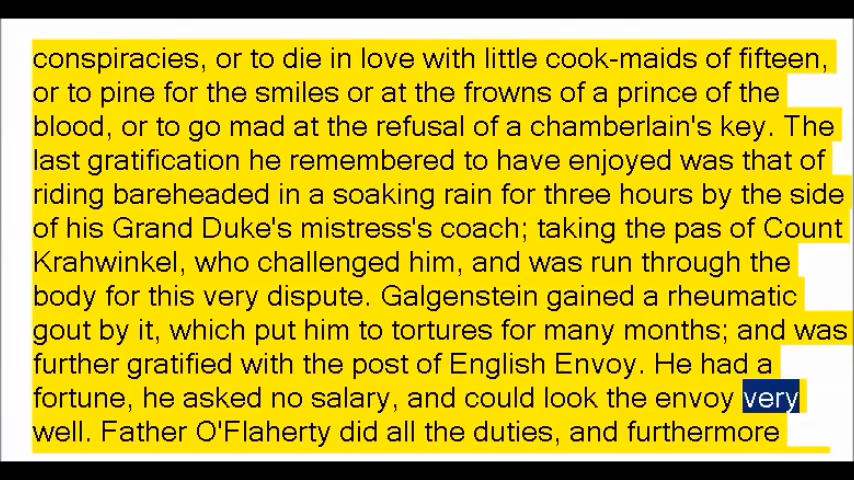 conspiracies, or to die in love with little cook-maids of fifteen,
or to pine for the smiles or at the frowns of a prince of the
blood, or to go mad at the refusal of a chamberlain's key. The
last gratification he remembered to have enjoyed was that of
riding bareheaded in a soaking rain for three hours by the side
of his Grand Duke's mistress's coach; taking the pas of Count
Krahwinkel, who challenged him, and was run through the
body for this very dispute. Galgenstein gained a rheumatic
gout by it, which put him to tortures for many months; and was
further gratified with the post of English Envoy. He had a
fortune, he asked no salary, and could look the envoy very
well. Father O'Flaherty did all the duties, and furthermore